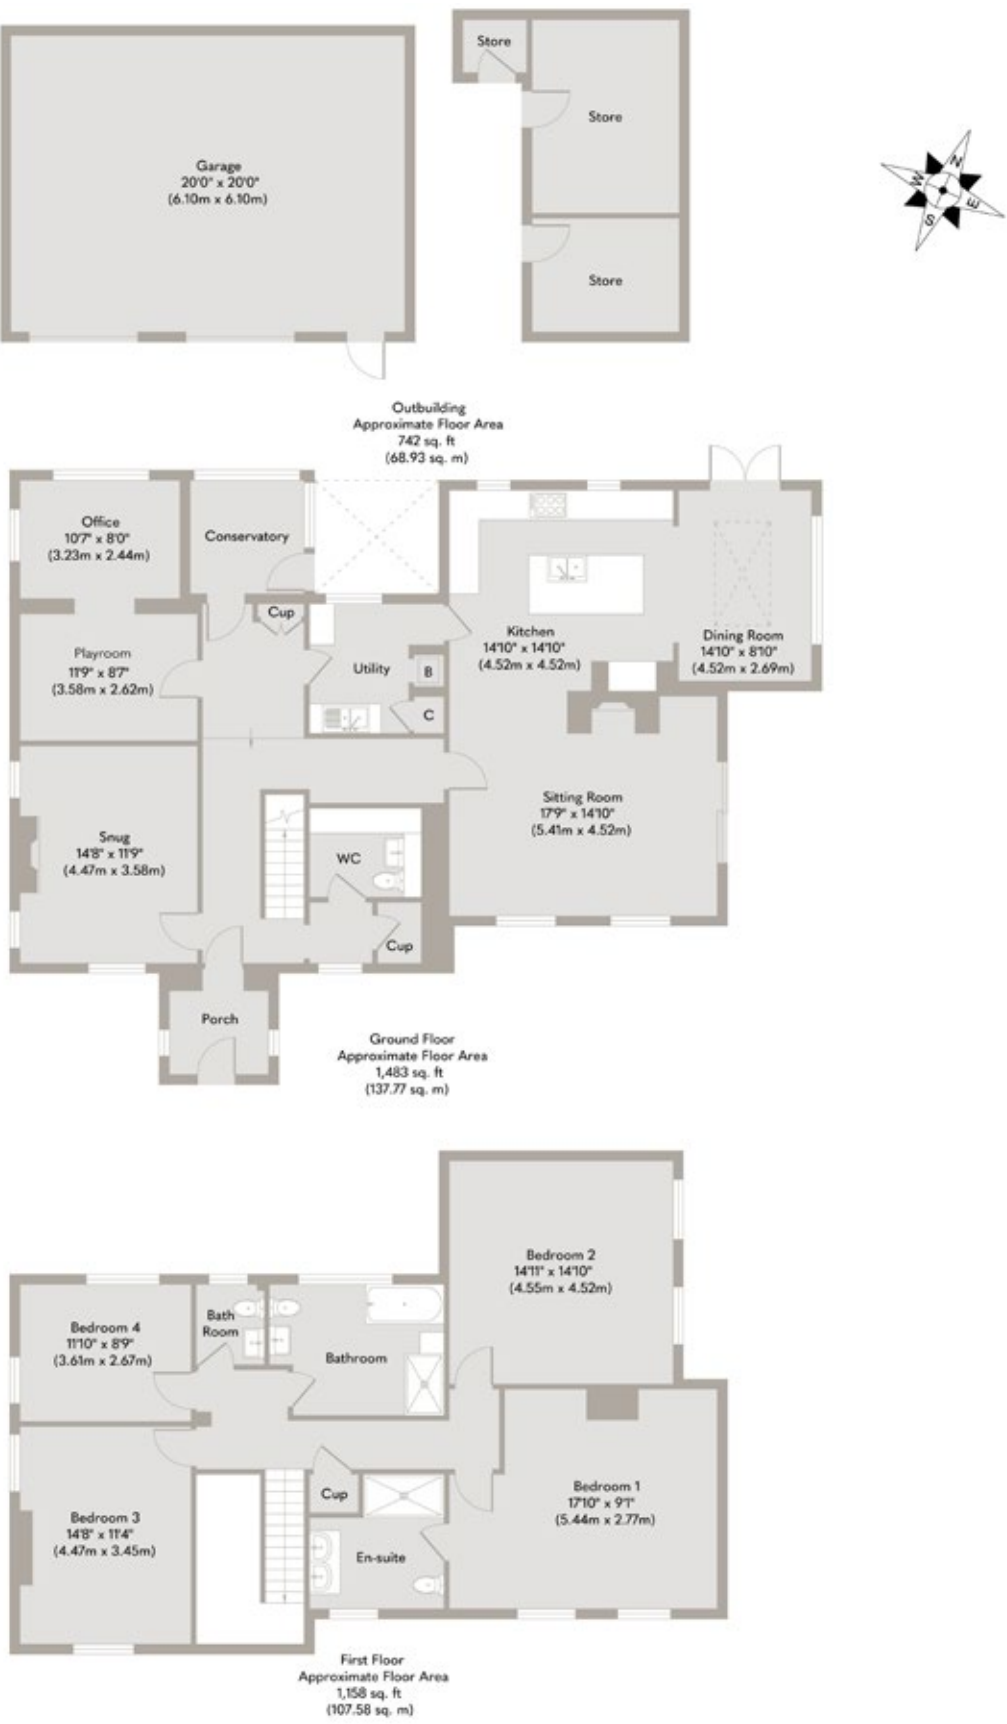 Store
Store
Garage
20'0" x 20'0"
(6.10m x 6.10m)
Store
N
W
E
S
Outbuilding
Approximate Floor Area
742 sq. ft
(68.93 sq. m)
Office
10'7" x 8'0"
(3.23m x 2.44m)
Conservatory
Cup
Kitchen
14'10" x 14'10"
(4.52m x 4.52m)
Dining Room
14'10" x 8'10"
(4.52m x 2.69m)
Playroom
11'9" x 8'7"
(3.58m x 2.62m)
Utility
B
C
Sitting Room
17'9" x 14'10"
(5.41m x 4.52m)
Snug
14'8" x 11'9"
(4.47m x 3.58m)
WC
Cup
Porch
Ground Floor
Approximate Floor Area
1,483 sq. ft
(137.77 sq. m)
Bedroom 2
14'11" x 14'10"
(4.55m x 4.52m)
Bedroom 4
11'10" x 8'9"
(3.61m x 2.67m)
Bath
Room
Bathroom
Bedroom 1
17'10" x 9'1"
(5.44m x 2.77m)
Cup
Bedroom 3
14'8" x 11'4"
(4.47m x 3.45m)
En-suite
First Floor
Approximate Floor Area
1,158 sq. ft
(107.58 sq. m)